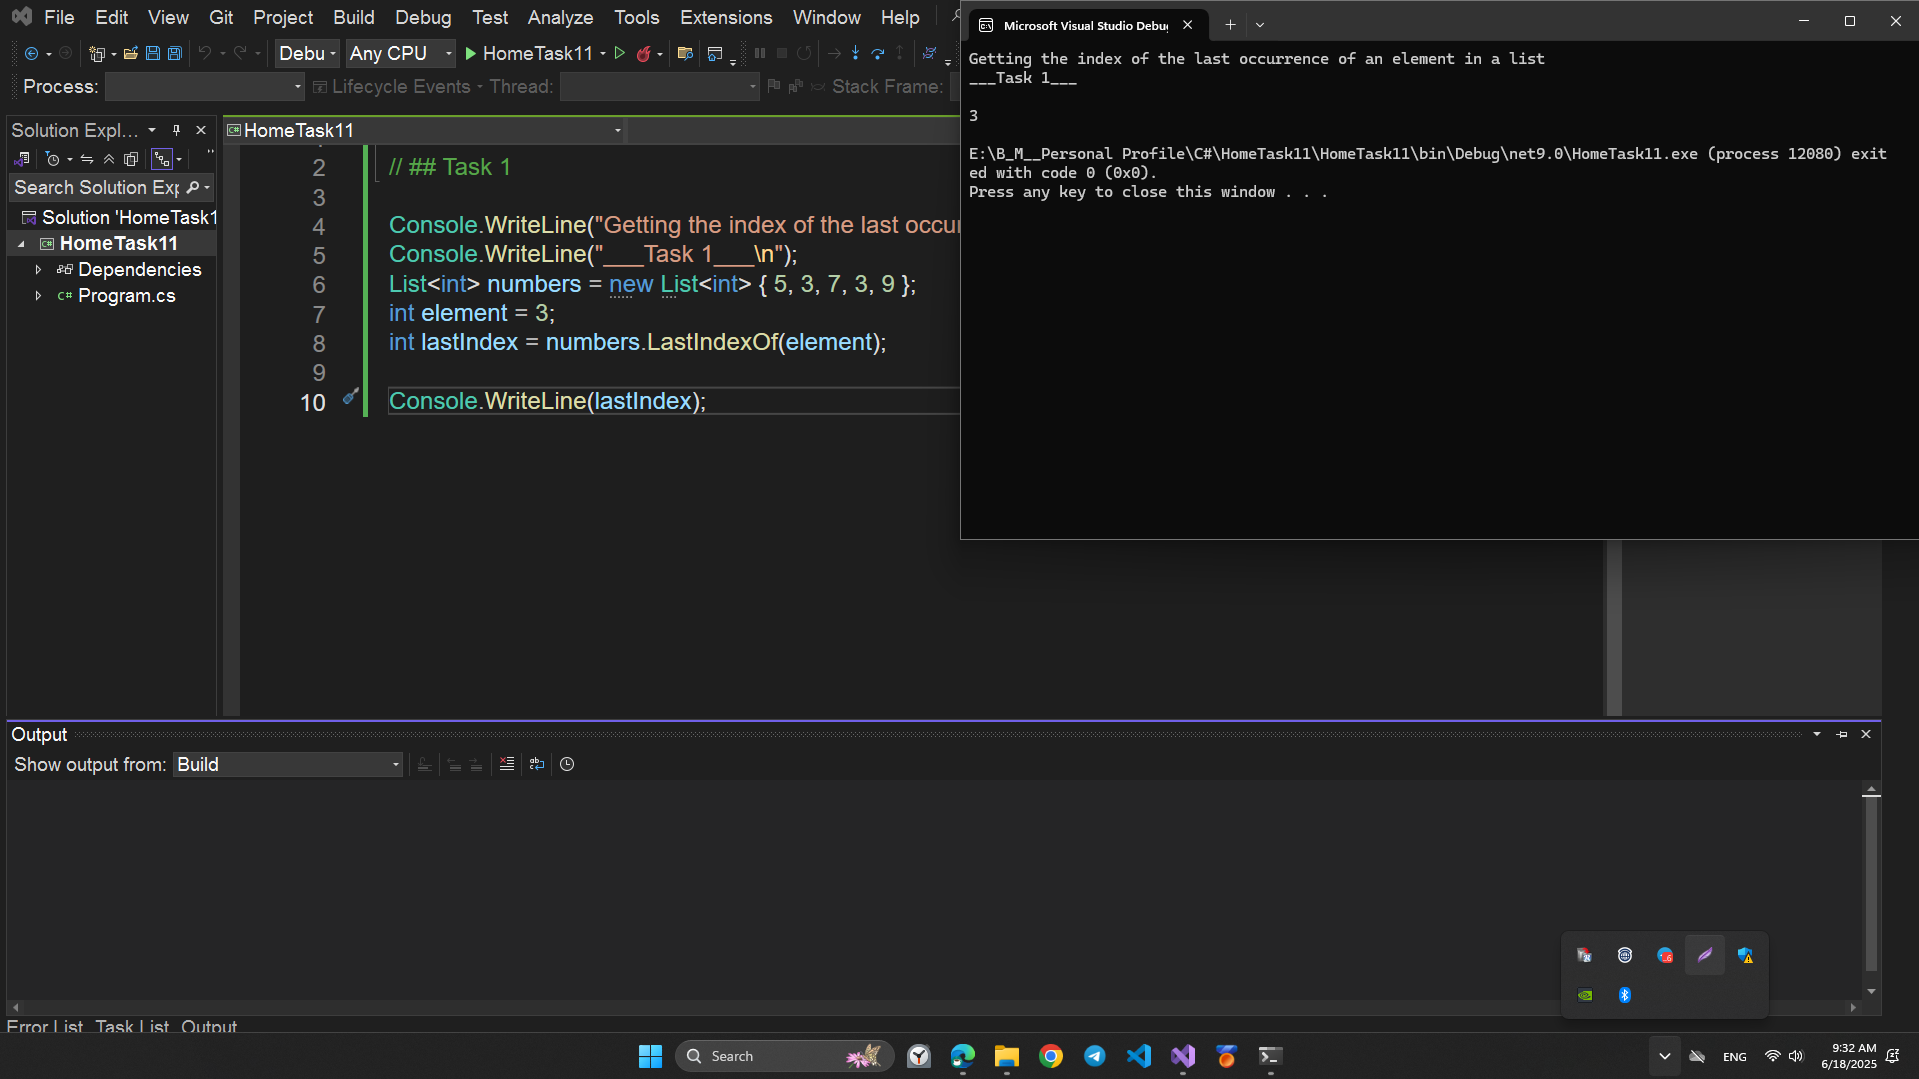 File Edit View Git Project Build Debug Test Analyze Tools Extensions Window Help
Microsoft Visual Studio Debug
Debu Any CPU HomeTask11
Process: Lifecycle Events Thread: Stack Frame:
Getting the index of the last occurrence of an element in a list
___Task 1___
3
E:\B_M__Personal Profile\C#\HomeTask11\HomeTask11\bin\Debug\net9.0\HomeTask11.exe (process 12080) exit
ed with code 0 (0x0).
Press any key to close this window . . .
Solution Expl...
Search Solution Exp
Solution 'HomeTask1
HomeTask11
Dependencies
C# Program.cs
C# HomeTask11
2 // ## Task 1
3
4 Console.WriteLine("Getting the index of the last occur
5 Console.WriteLine("___Task 1___\n");
6 List<int> numbers = new List<int> { 5, 3, 7, 3, 9 };
7 int element = 3;
8 int lastIndex = numbers.LastIndexOf(element);
9
10 Console.WriteLine(lastIndex);
Output
Show output from: Build
Error List Task List Output
Search
ENG
9:32 AM
6/18/2025